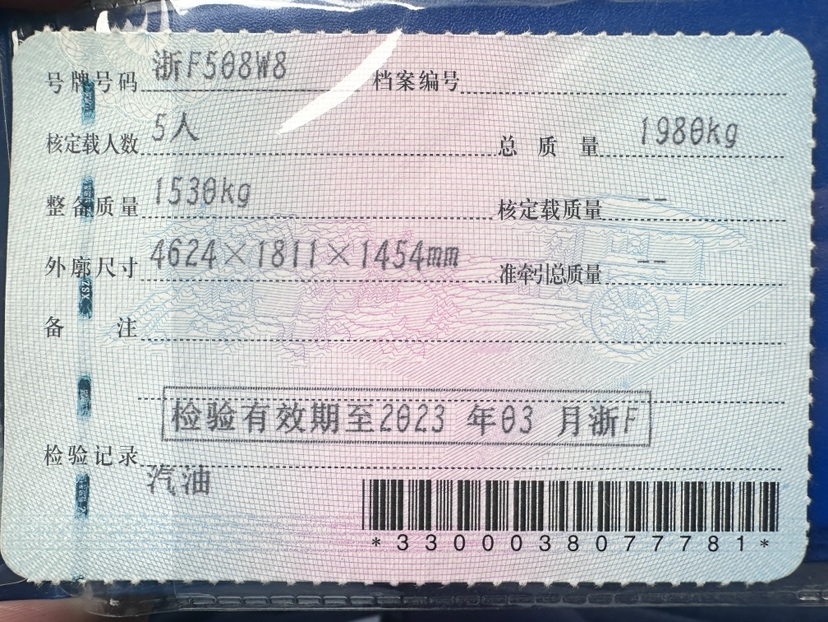 号牌号码 浙F508W8 档案编号
核定载人数 5人 总质量 1980kg
整备质量 1530kg 核定载质量 --
外廓尺寸 4624×1811×1454mm 准牵引总质量 --
备注
检验有效期至2023年03月浙F
检验记录
汽油
*3300038077781*